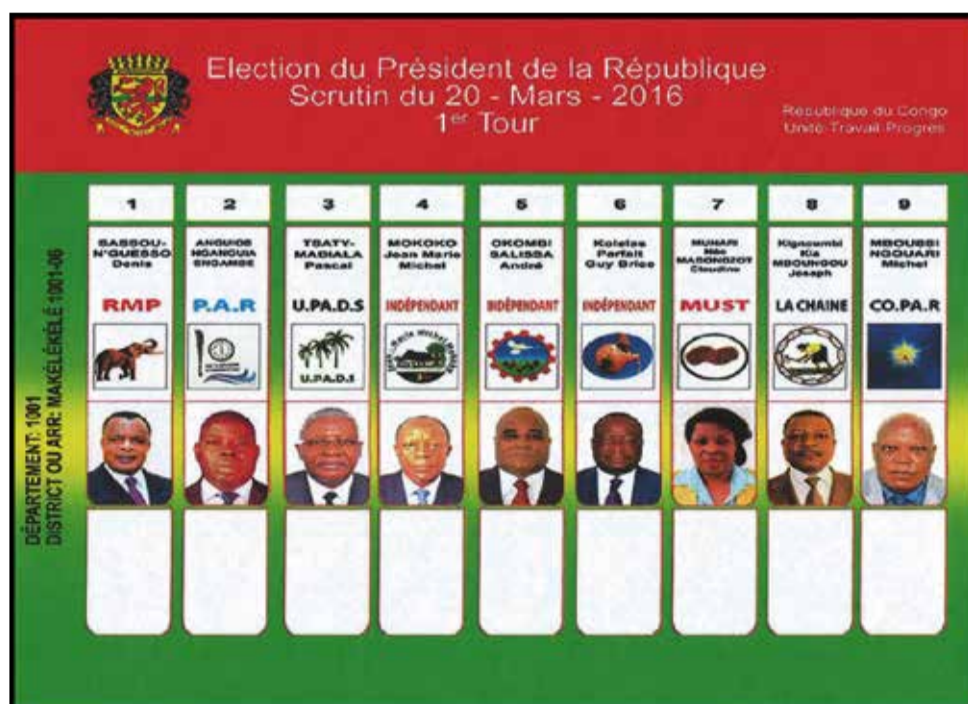 Election du Président de la République
Scrutin du 20 - Mars - 2016
1er Tour
République du Congo
Unité-Travail-Progrès
DÉPARTEMENT: 1001
DISTRICT OU ARR: MAKÉLÉKÉLÉ 1001-06
1
SASSOU-
N'GUESSO
Denis
RMP
2
ANGUIOS
NGANGUIA
ENGAMBE
P.A.R
3
TSATY-
MABIALA
Pascal
U.PA.D.S
U.PA.D.S
4
MOKOKO
Jean Marie
Michel
INDÉPENDANT
5
OKOMBI
SALISSA
André
INDÉPENDANT
6
Kolelas
Parfait
Guy Brice
INDÉPENDANT
7
MUNARI
Née
MABONDZOT
Claudine
MUST
8
Kignoumbi
Kia
MBOUNGOU
Joseph
LA CHAINE
9
MBOUSSI
NGOUARI
Michel
CO.PA.R